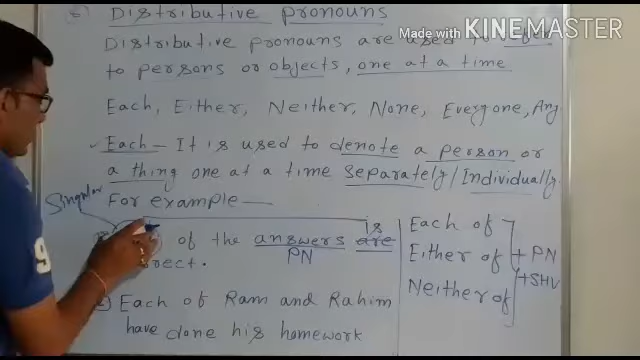 Distributive pronouns
Made with KINEMASTER
Distributive pronouns are used to
to persons or objects, one at a time
Each, Either, Neither, None, Everyone, Any
Each - It is used to denote a person or
a thing one at a time separately/Individually
Singular
For example —
is
of the answers are
PN
rrect.
② Each of Ram and Rahim
have done his homework
Each of
Either of + PN
+ SHV
Neither of